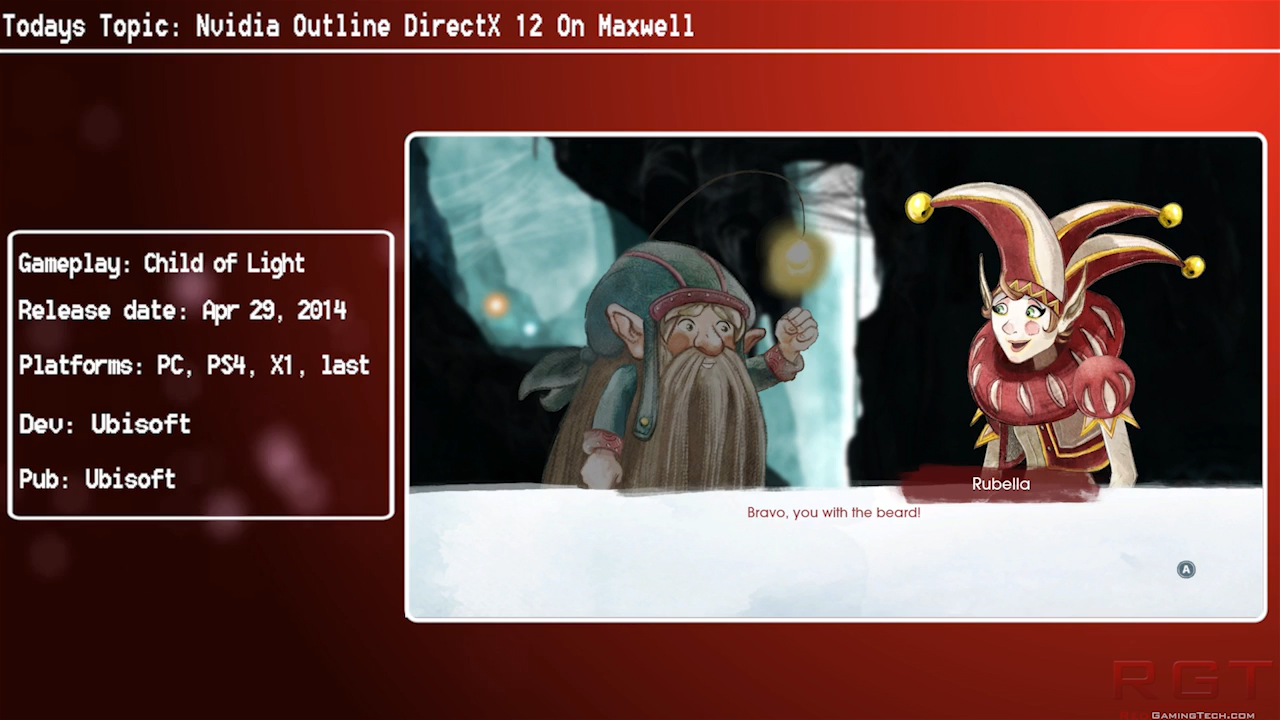 Todays Topic: Nvidia Outline DirectX 12 On Maxwell
Gameplay: Child of Light
Release date: Apr 29, 2014
Platforms: PC, PS4, X1, last
Dev: Ubisoft
Pub: Ubisoft
Rubella
Bravo, you with the beard!
A
RGT
RedGamingTech.com